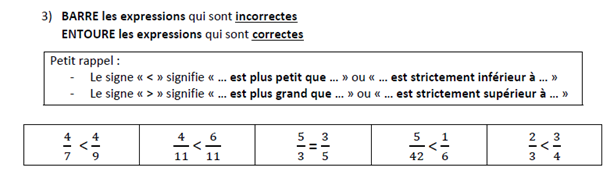 3) BARRE les expressions qui sont incorrectes
ENTOURE les expressions qui sont correctes
Petit rappel :
- Le signe « < » signifie « ... est plus petit que ... » ou « ... est strictement inférieur à ... »
- Le signe « > » signifie « ... est plus grand que ... » ou « ... est strictement supérieur à ... »
4/7 < 4/9 4/11 < 6/11 5/3 = 3/5 5/42 < 1/6 2/3 < 3/4